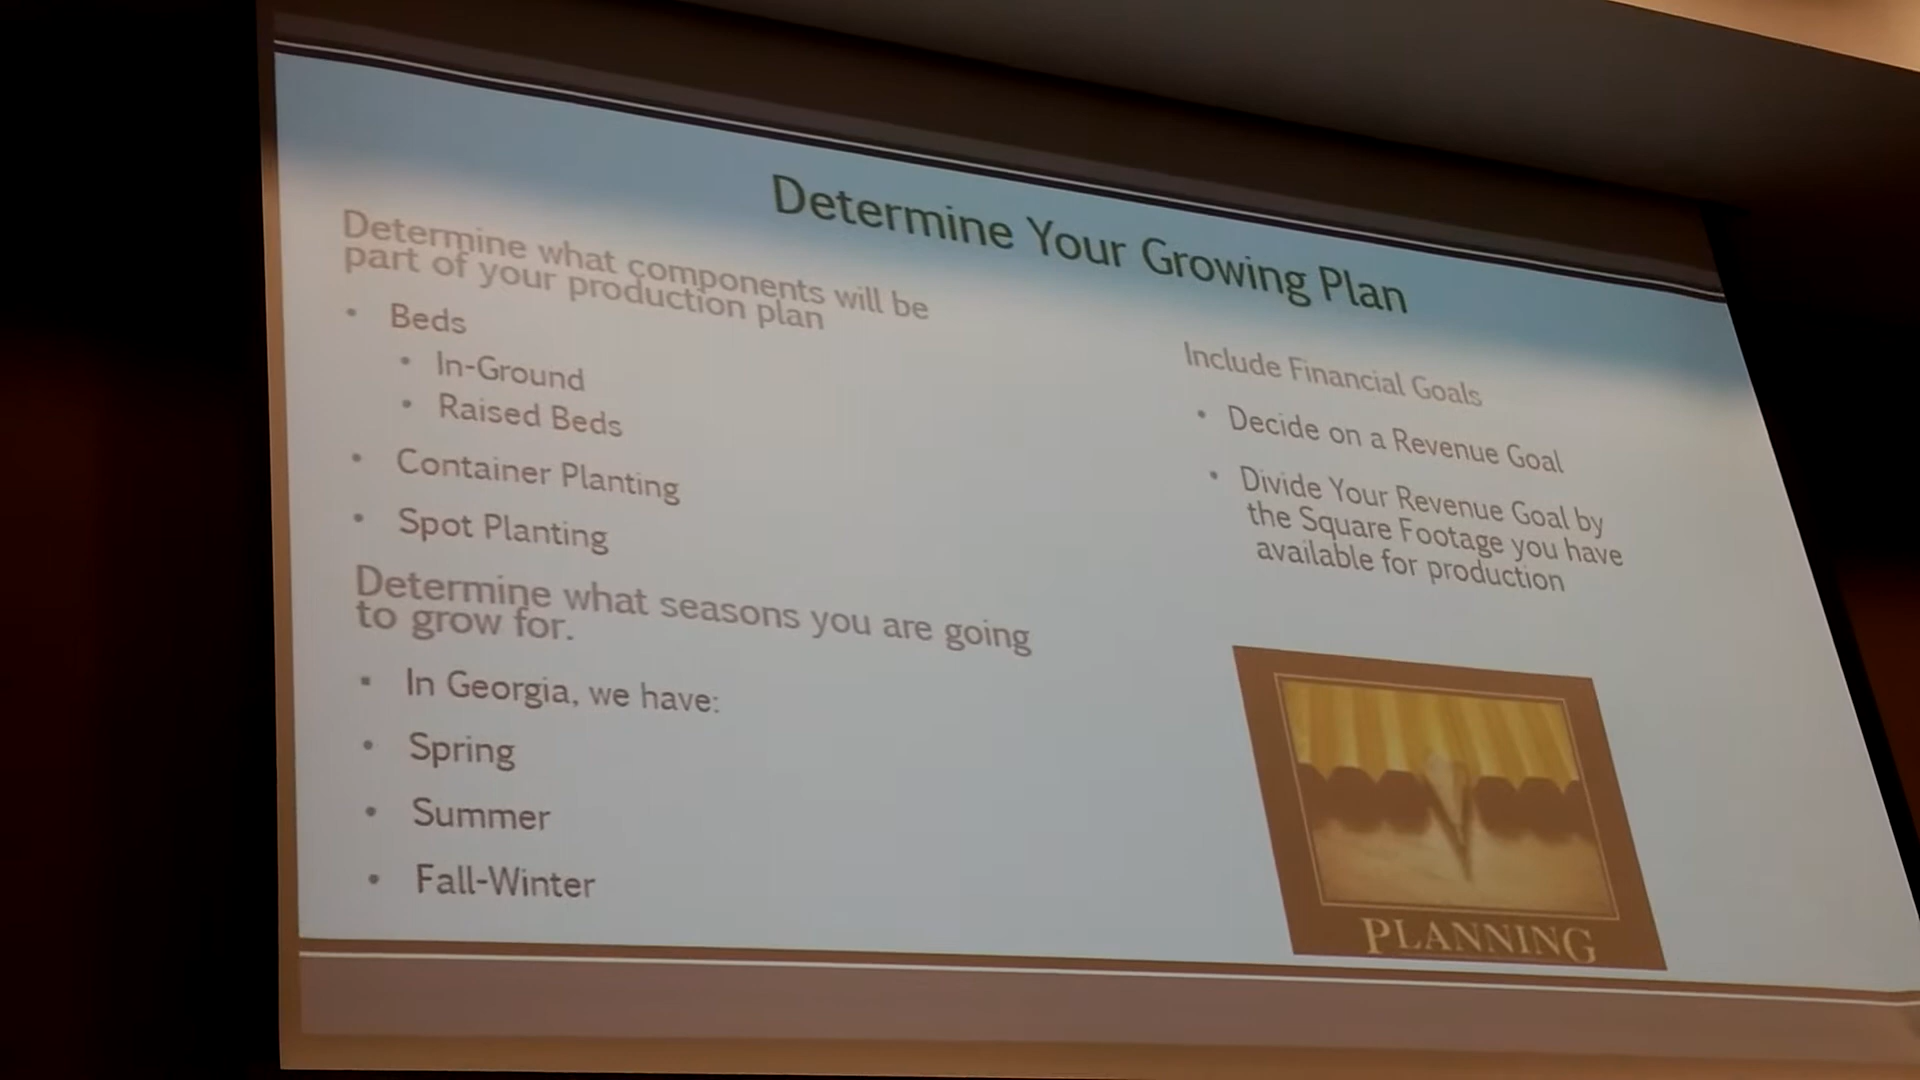 Determine Your Growing Plan
Determine what components will be
part of your production plan
• Beds
• In-Ground
• Raised Beds
• Container Planting
• Spot Planting
Determine what seasons you are going
to grow for.
▪ In Georgia, we have:
• Spring
• Summer
• Fall-Winter
Include Financial Goals
• Decide on a Revenue Goal
• Divide Your Revenue Goal by
the Square Footage you have
available for production
PLANNING